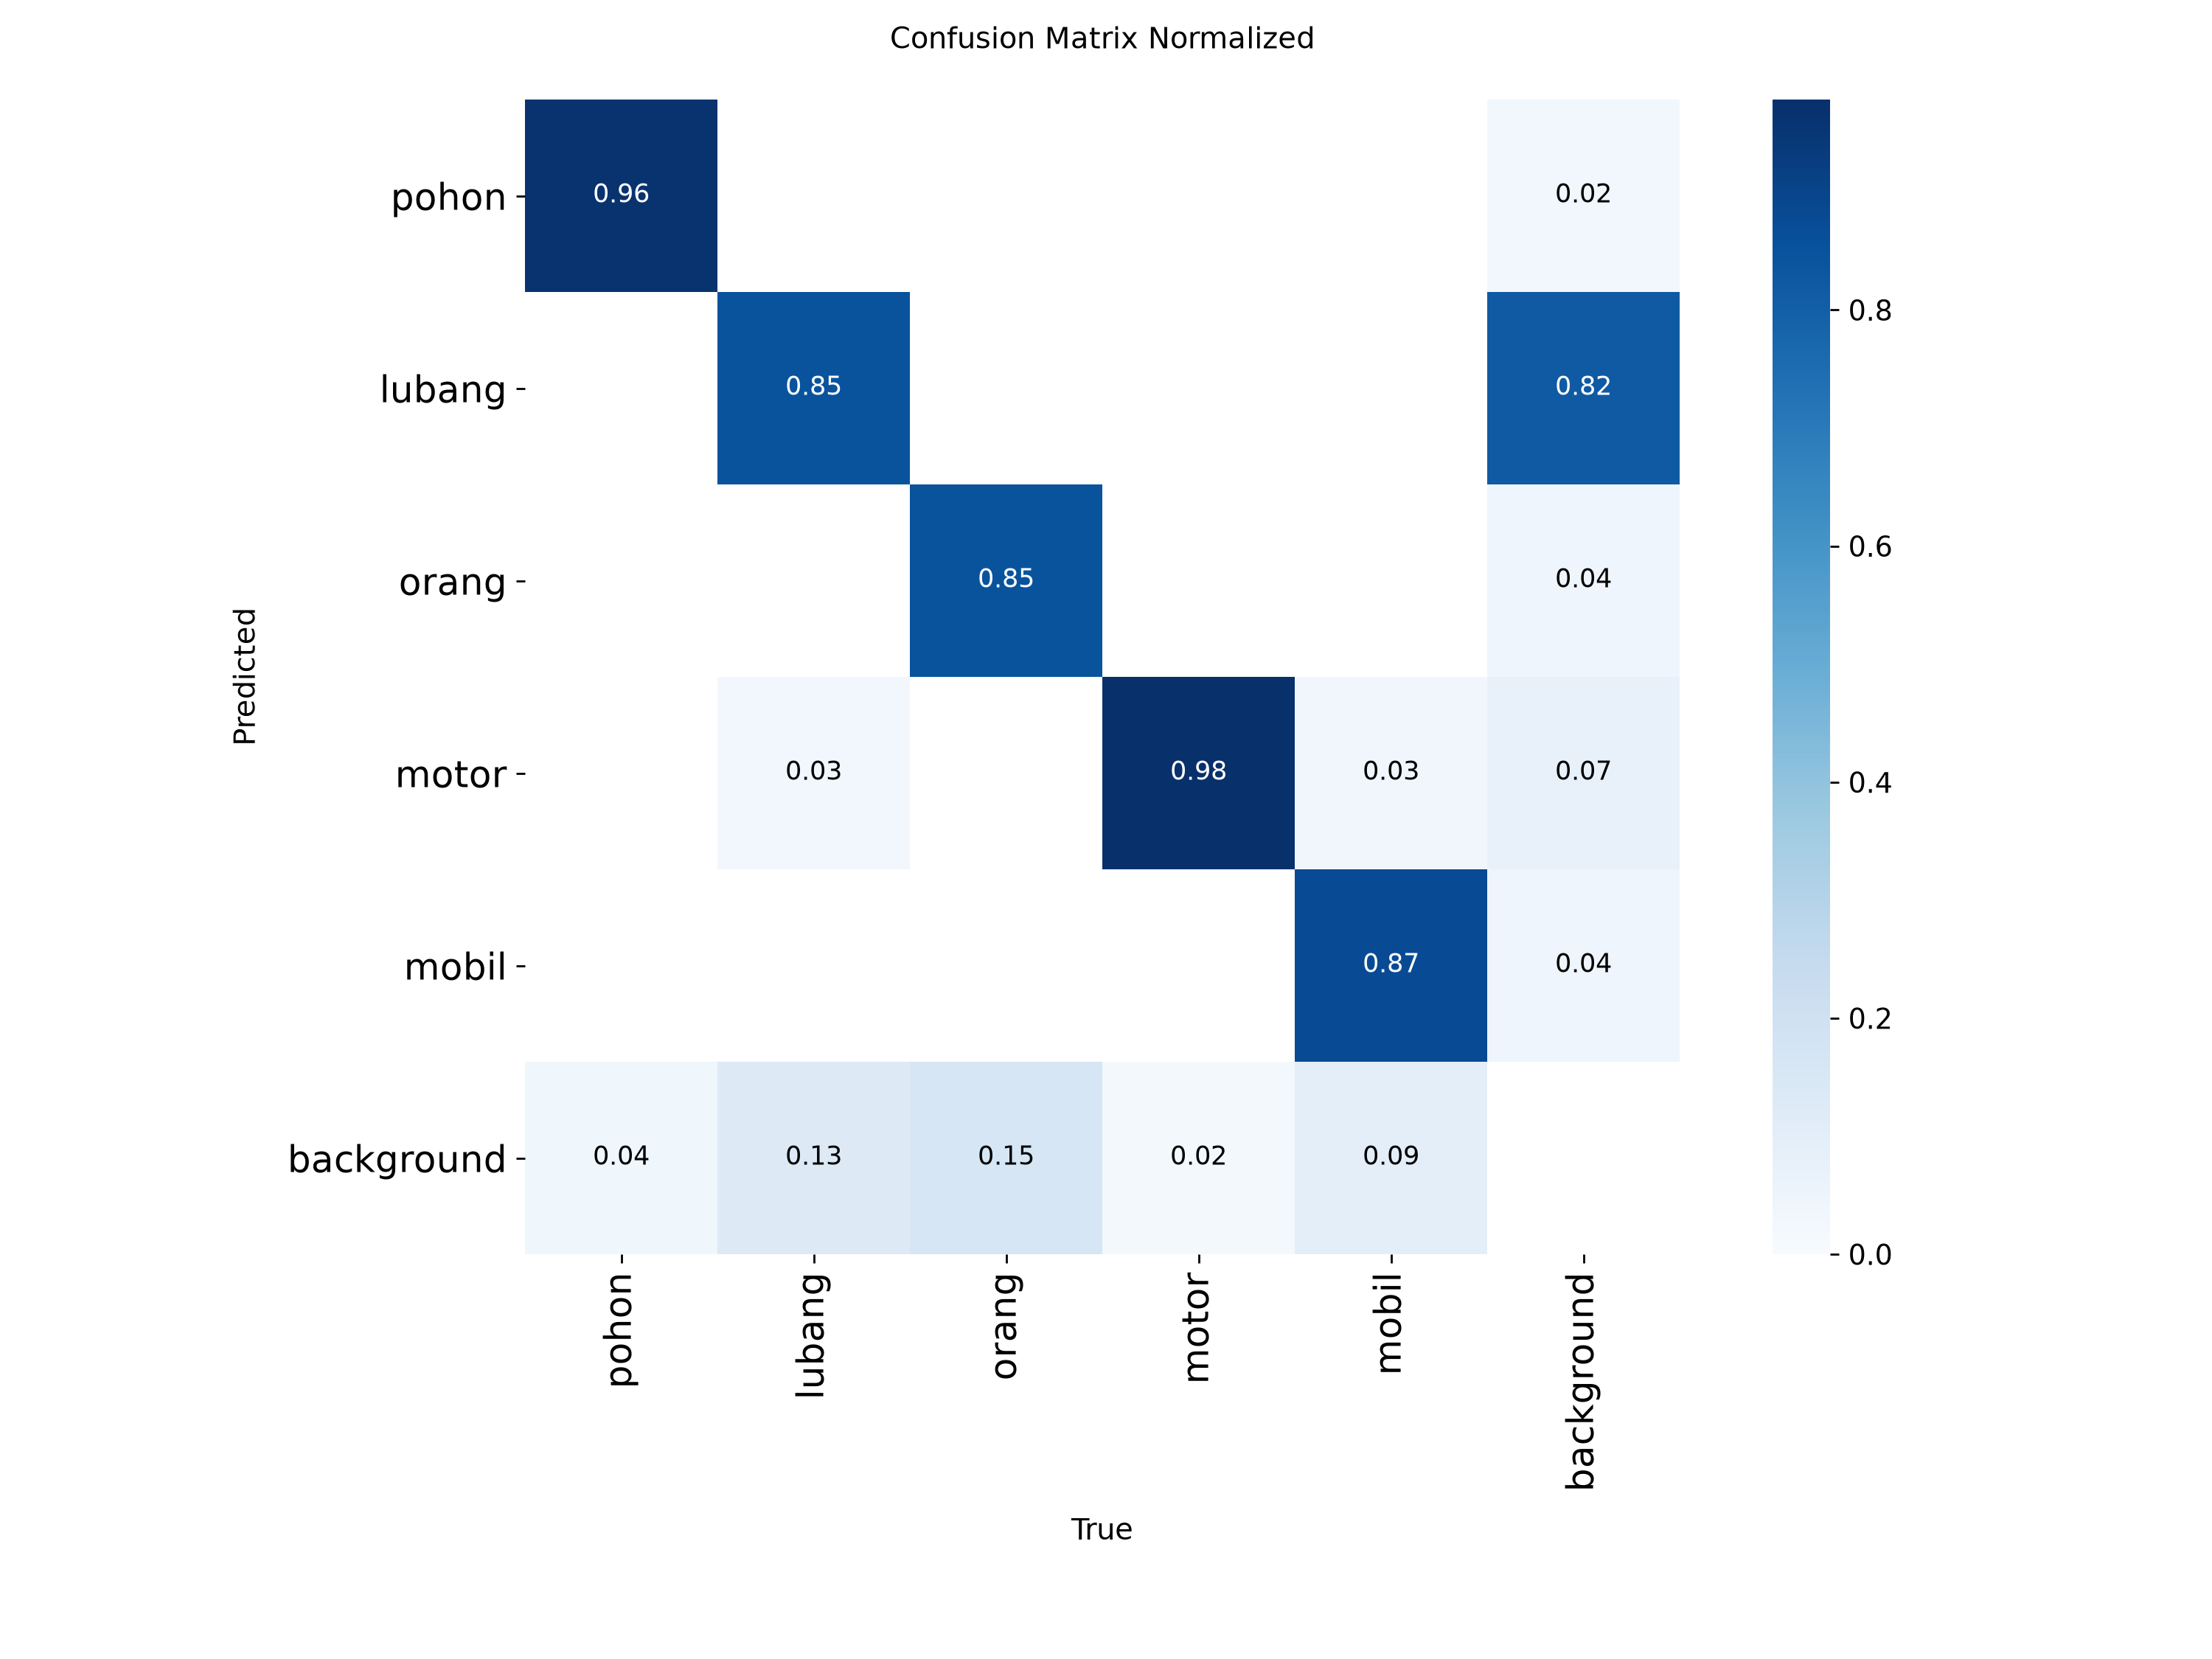 Confusion Matrix Normalized
pohon 0.96 0.02
lubang 0.85 0.82
orang 0.85 0.04
motor 0.03 0.98 0.03 0.07
mobil 0.87 0.04
background 0.04 0.13 0.15 0.02 0.09
Predicted
pohon lubang orang motor mobil background
True
0.8
0.6
0.4
0.2
0.0